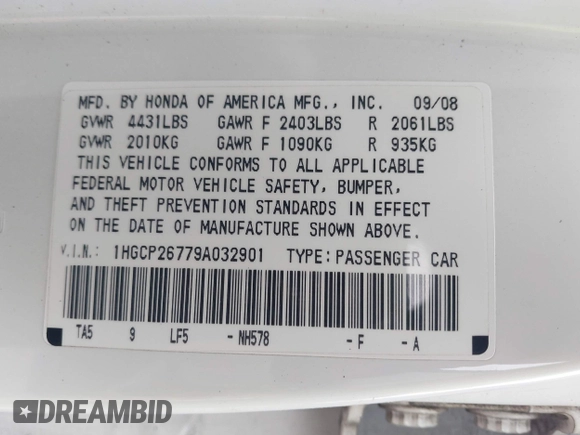 MFD. BY HONDA OF AMERICA MFG., INC. 09/08
GVWR 4431LBS GAWR F 2403LBS R 2061LBS
GVWR 2010KG GAWR F 1090KG R 935KG
THIS VEHICLE CONFORMS TO ALL APPLICABLE
FEDERAL MOTOR VEHICLE SAFETY, BUMPER,
AND THEFT PREVENTION STANDARDS IN EFFECT
ON THE DATE OF MANUFACTURE SHOWN ABOVE.
V.I.N.: 1HGCP26779A032901 TYPE: PASSENGER CAR
TA5 9 LF5 -NH578 -F -A
DREAMBID